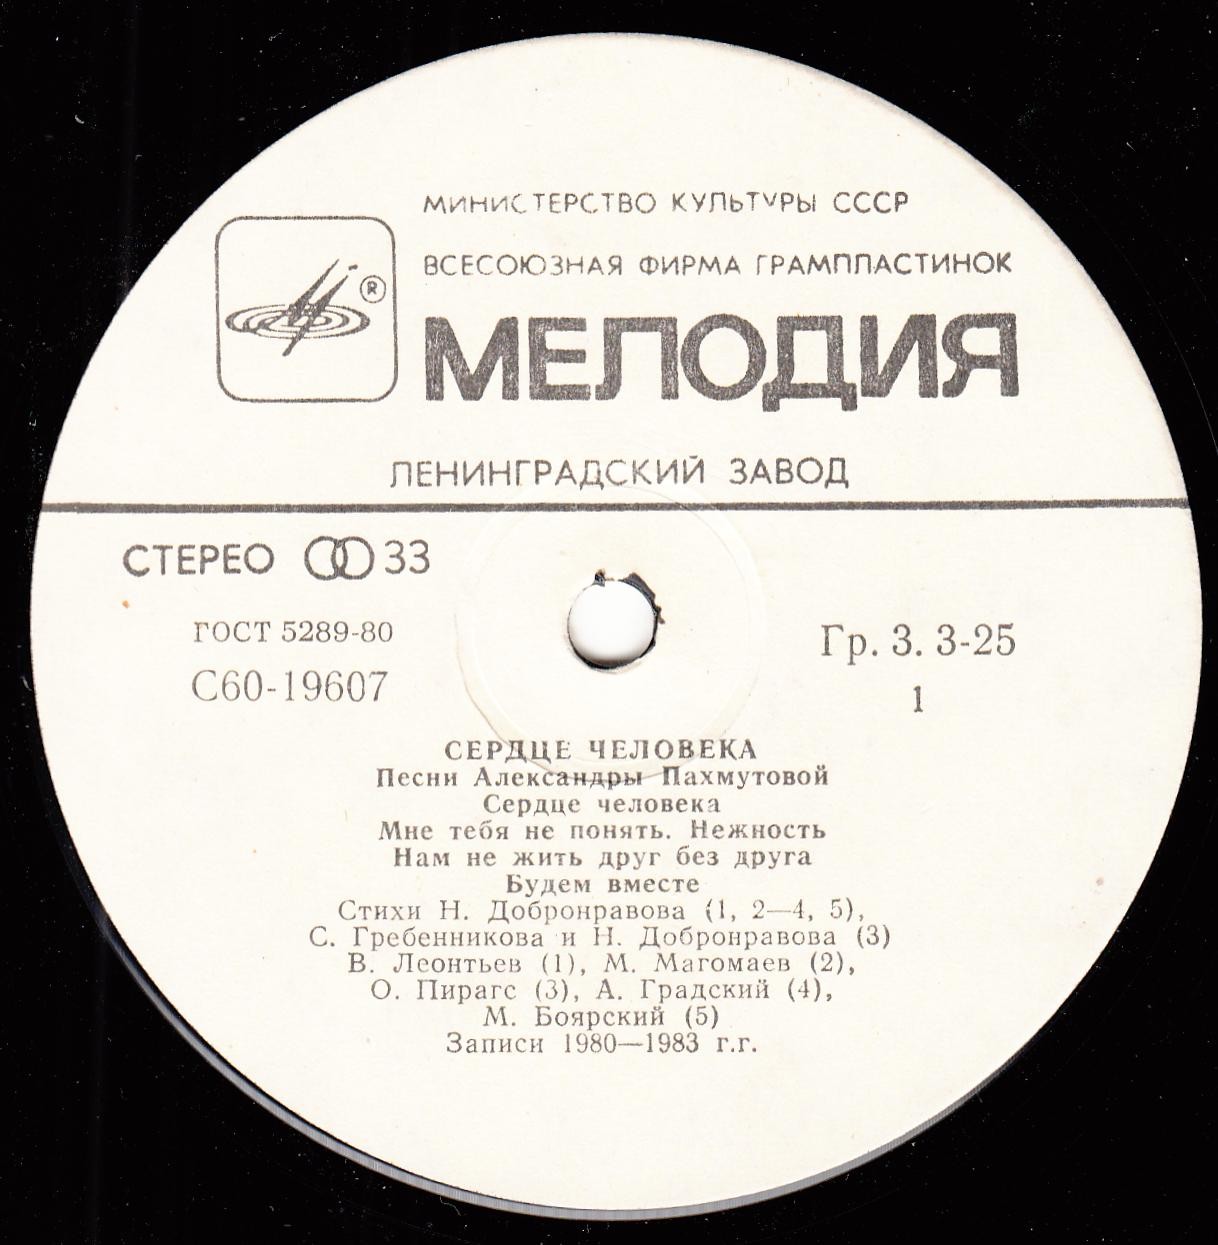 МИНИСТЕРСТВО КУЛЬТУРЫ СССР
ВСЕСОЮЗНАЯ ФИРМА ГРАМПЛАСТИНОК
®
МЕЛОДИЯ
ЛЕНИНГРАДСКИЙ ЗАВОД
СТЕРЕО 33
ГОСТ 5289-80
С60-19607
Гр. 3. 3-25
1
СЕРДЦЕ ЧЕЛОВЕКА
Песни Александры Пахмутовой
Сердце человека
Мне тебя не понять. Нежность
Нам не жить друг без друга
Будем вместе
Стихи Н. Добронравова (1, 2—4, 5),
С. Гребенникова и Н. Добронравова (3)
В. Леонтьев (1), М. Магомаев (2),
О. Пирагс (3), А. Градский (4),
М. Боярский (5)
Записи 1980—1983 г.г.